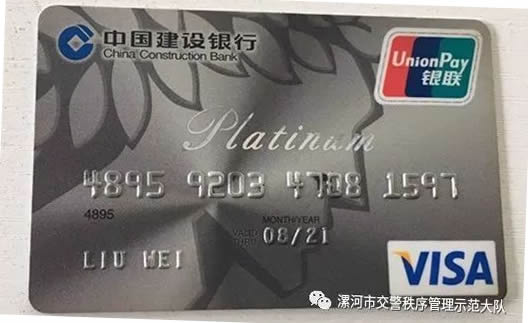 中国建设银行
China Construction Bank
UnionPay
银联
Platinum
4895 9203 4708 1597
4895
MONTH/YEAR
VALID THRU 08/21
LIU WEI
VISA
漯河市交警秩序管理示范大队